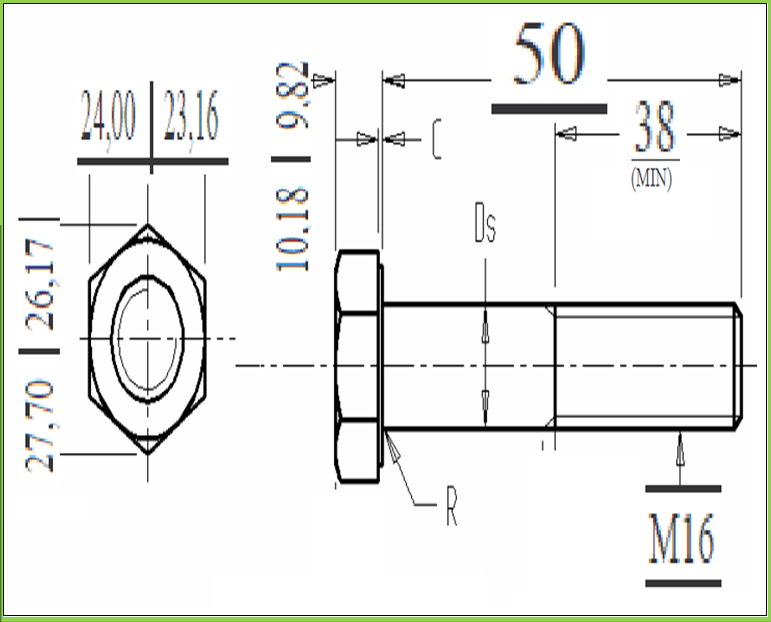 50
24,00 | 23,16
10.18 | 9.82
C
38
(MIN)
Ds
27,70 | 26,17
R
M16